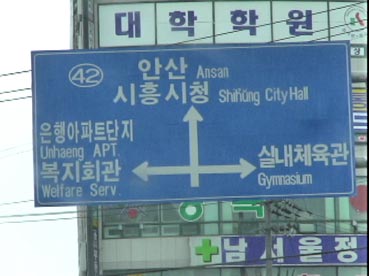 대학학원
42
안산 Ansan
시흥시청 Shihŭng City Hall
은행아파트단지
Unhaeng APT.
복지회관
Welfare Serv.
실내체육관
Gymnasium
남서울정